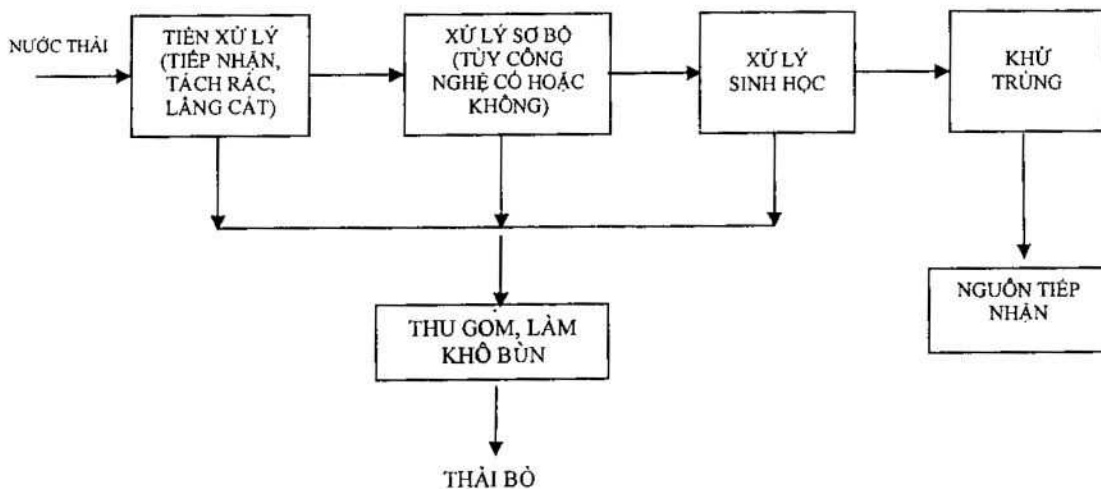 NƯỚC THẢI
TIỀN XỬ LÝ
(TIẾP NHẬN,
TÁCH RÁC,
LẮNG CÁT)
XỬ LÝ SƠ BỘ
(TÙY CÔNG
NGHỆ CÓ HOẶC
KHÔNG)
XỬ LÝ
SINH HỌC
KHỬ
TRÙNG
NGUỒN TIẾP
NHẬN
THU GOM, LÀM
KHÔ BÙN
THẢI BỎ